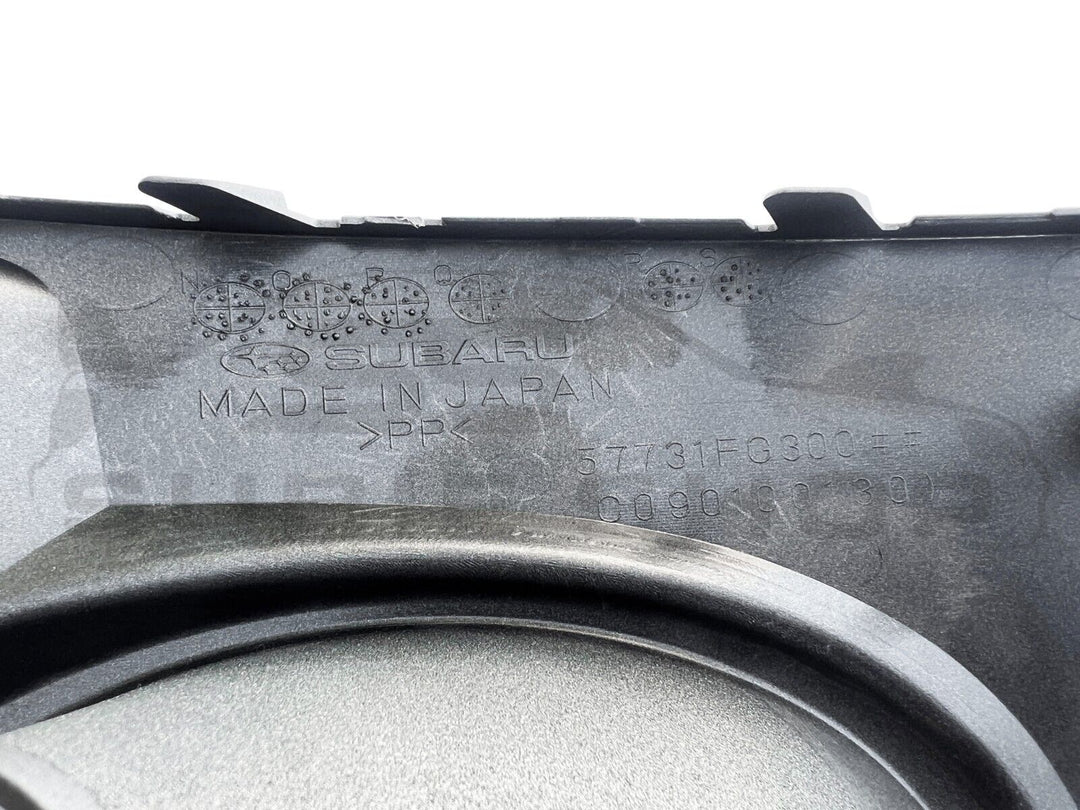 N O P Q R S
SUBARU
MADE IN JAPAN
>PP<
57731FG300==